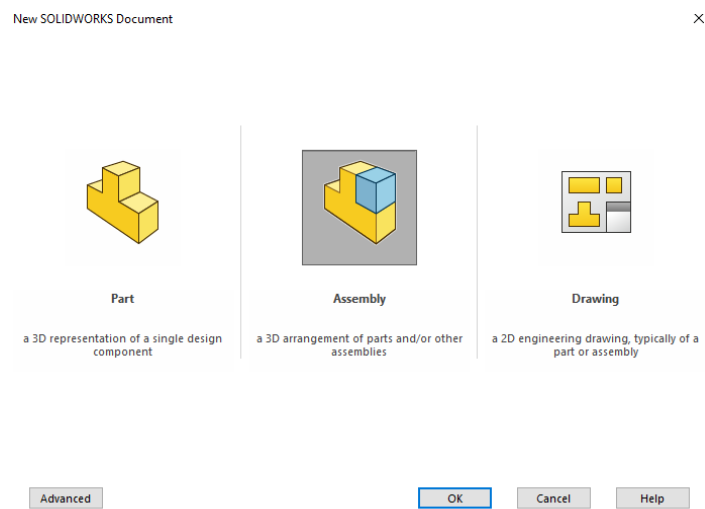 New SOLIDWORKS Document
Part
a 3D representation of a single design
component
Assembly
a 3D arrangement of parts and/or other
assemblies
Drawing
a 2D engineering drawing, typically of a
part or assembly
Advanced
OK
Cancel
Help